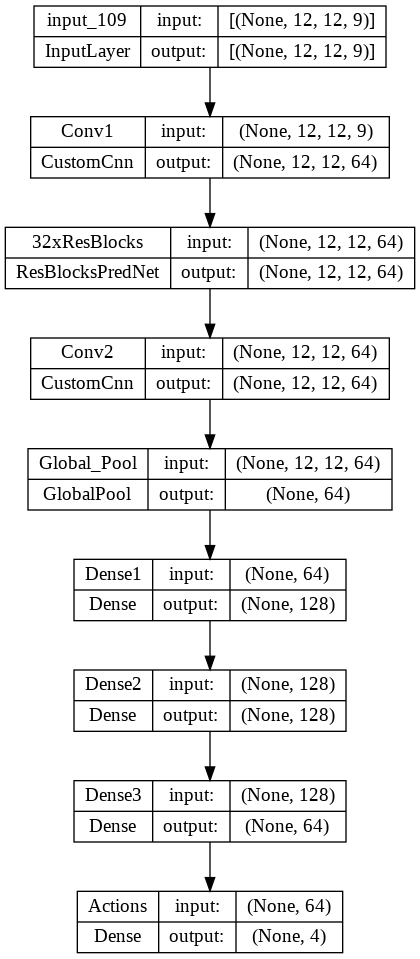 input_109 input: [(None, 12, 12, 9)]
InputLayer output: [(None, 12, 12, 9)]
Conv1 input: (None, 12, 12, 9)
CustomCnn output: (None, 12, 12, 64)
32xResBlocks input: (None, 12, 12, 64)
ResBlocksPredNet output: (None, 12, 12, 64)
Conv2 input: (None, 12, 12, 64)
CustomCnn output: (None, 12, 12, 64)
Global_Pool input: (None, 12, 12, 64)
GlobalPool output: (None, 64)
Dense1 input: (None, 64)
Dense output: (None, 128)
Dense2 input: (None, 128)
Dense output: (None, 128)
Dense3 input: (None, 128)
Dense output: (None, 64)
Actions input: (None, 64)
Dense output: (None, 4)